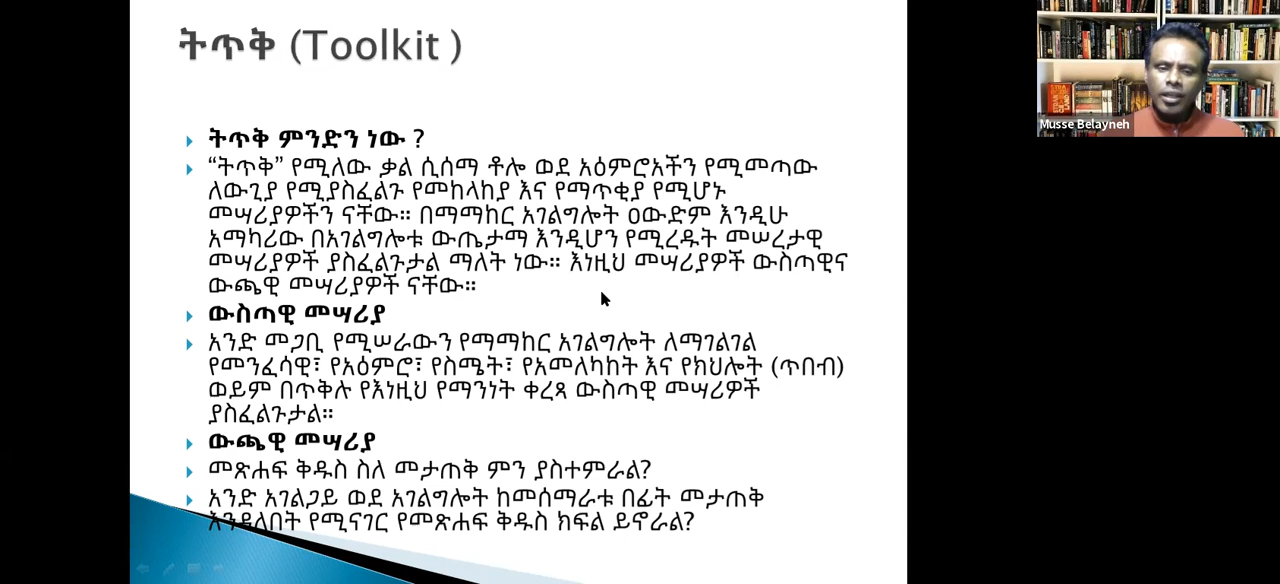 ትጥቅ (Toolkit )
ትጥቅ ምንድን ነው ?
“ትጥቅ” የሚለው ቃል ሲሰማ ቶሎ ወደ አዕምሮአችን የሚመጣው
ለውጊያ የሚያስፈልጉ የመከላከያ እና የማጥቂያ የሚሆኑ
መሣሪያዎችን ናቸው። በማማከር አገልግሎት ዐውድም እንዲሁ
አማካሪው በአገልግሎቱ ውጤታማ እንዲሆን የሚረዱት መሠረታዊ
መሣሪያዎች ያስፈልጉታል ማለት ነው። እነዚህ መሣሪያዎች ውስጣዊና
ውጫዊ መሣሪያዎች ናቸው።
ውስጣዊ መሣሪያ
አንድ መጋቢ የሚሠራውን የማማከር አገልግሎት ለማገልገል
የመንፈሳዊ፣ የአዕምሮ፣ የስሜት፣ የአመለካከት እና የክህሎት (ጥበብ)
ወይም በጥቅሉ የእነዚህ የማንነት ቀረጻ ውስጣዊ መሣሪዎች
ያስፈልጉታል።
ውጫዊ መሣሪያ
መጽሐፍ ቅዱስ ስለ መታጠቅ ምን ያስተምራል?
አንድ አገልጋይ ወደ አገልግሎት ከመሰማራቱ በፊት መታጠቅ
እንዳለበት የሚናገር የመጽሐፍ ቅዱስ ክፍል ይኖራል?
Musse Belayneh